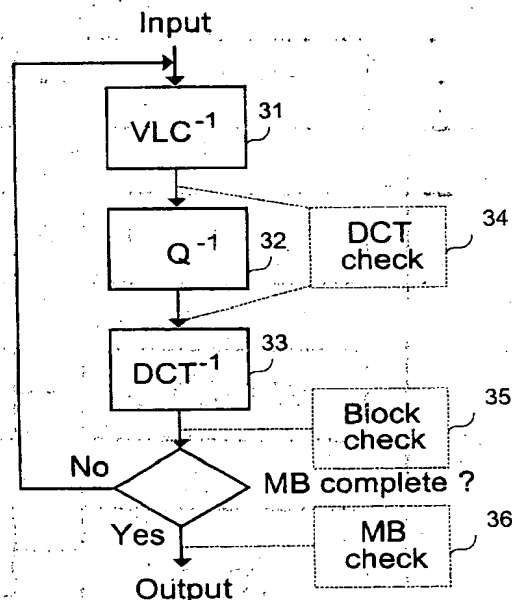 Input
VLC⁻¹
31
Q⁻¹
32
DCT
check
34
DCT⁻¹
33
Block
check
35
No
MB complete ?
Yes
MB
check
36
Output